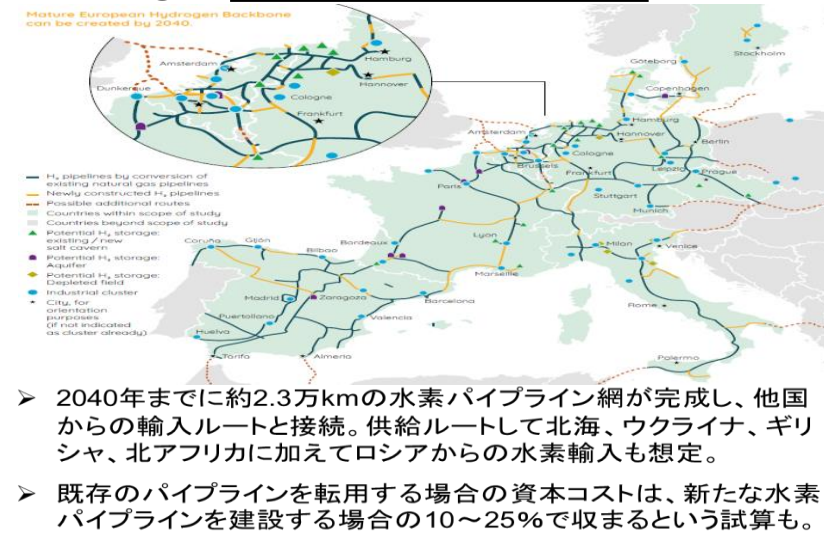 Mature European Hydrogen Backbone
can be created by 2040.
Amsterdam
Hamburg
Dunkerque
Hannover
Cologne
Frankfurt
Göteborg
Stockholm
Copenhagen
Amsterdam
Hamburg
Hannover
Berlin
Cologne
Brussels
Leipzig
Prague
Frankfurt
Paris
Stuttgart
Munich
H₂ pipelines by conversion of
existing natural gas pipelines
Newly constructed H₂ pipelines
Possible additional routes
Countries within scope of study
Countries beyond scope of study
Potential H₂ storage:
existing / new
salt cavern
Potential H₂ storage:
Aquifer
Potential H₂ storage:
Depleted field
Industrial cluster
City, for
orientation
purposes
(if not indicated
as cluster already)
Coruña
Gijón
Bilbao
Bordeaux
Lyon
Milan
Venice
Marseille
Madrid
Zaragoza
Barcelona
Rome
Puertollano
Valencia
Huelva
Tarifa
Almeria
Palermo
➢ 2040年までに約2.3万kmの水素パイプライン網が完成し、他国
からの輸入ルートと接続。供給ルートして北海、ウクライナ、ギリ
シャ、北アフリカに加えてロシアからの水素輸入も想定。
➢ 既存のパイプラインを転用する場合の資本コストは、新たな水素
パイプラインを建設する場合の10～25%で収まるという試算も。